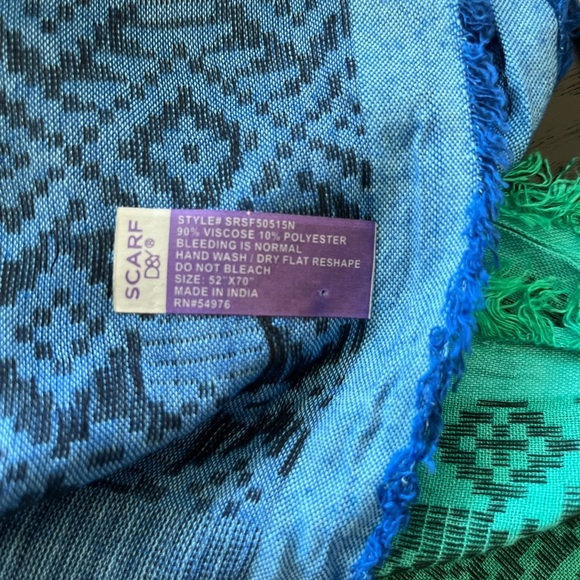 SCARF
D&Y®
STYLE# SRSF50515N
90% VISCOSE 10% POLYESTER
BLEEDING IS NORMAL
HAND WASH / DRY FLAT RESHAPE
DO NOT BLEACH
SIZE: 52"X70"
MADE IN INDIA
RN#54976